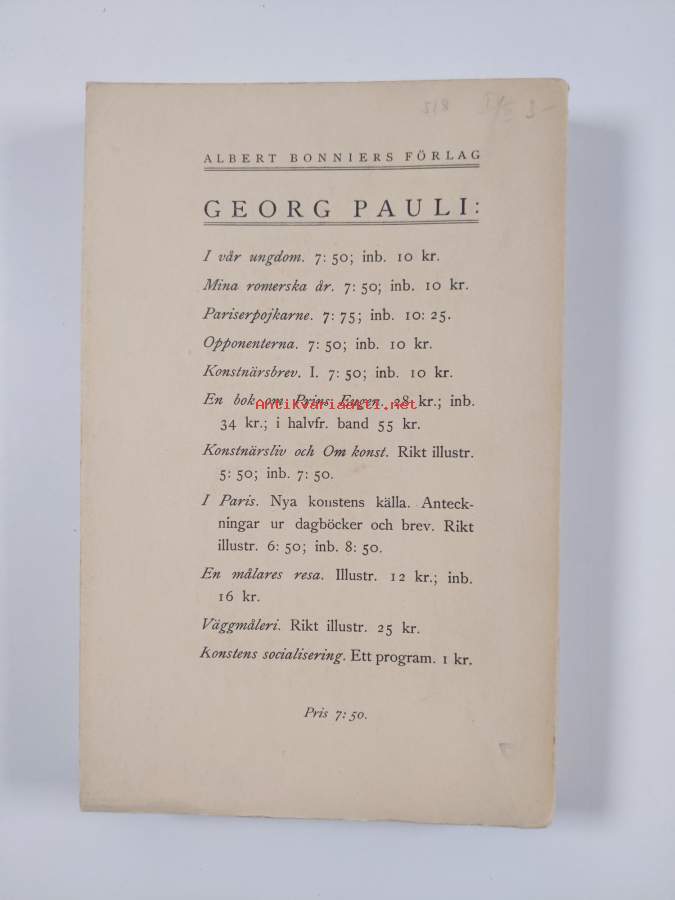 ALBERT BONNIERS FÖRLAG
GEORG PAULI:
I vår ungdom. 7: 50; inb. 10 kr.
Mina romerska år. 7: 50; inb. 10 kr.
Pariserpojkarne. 7: 75; inb. 10: 25.
Opponenterna. 7: 50; inb. 10 kr.
Konstnärsbrev. I. 7: 50; inb. 10 kr.
En bok om Prins Eugen. 28 kr.; inb.
Antikvariaatti.net
34 kr.; i halvfr. band 55 kr.
Konstnärsliv och Om konst. Rikt illustr.
5: 50; inb. 7: 50.
I Paris. Nya konstens källa. Anteck-
ningar ur dagböcker och brev. Rikt
illustr. 6: 50; inb. 8: 50.
En målares resa. Illustr. 12 kr.; inb.
16 kr.
Väggmåleri. Rikt illustr. 25 kr.
Konstens socialisering. Ett program. 1 kr.
Pris 7: 50.